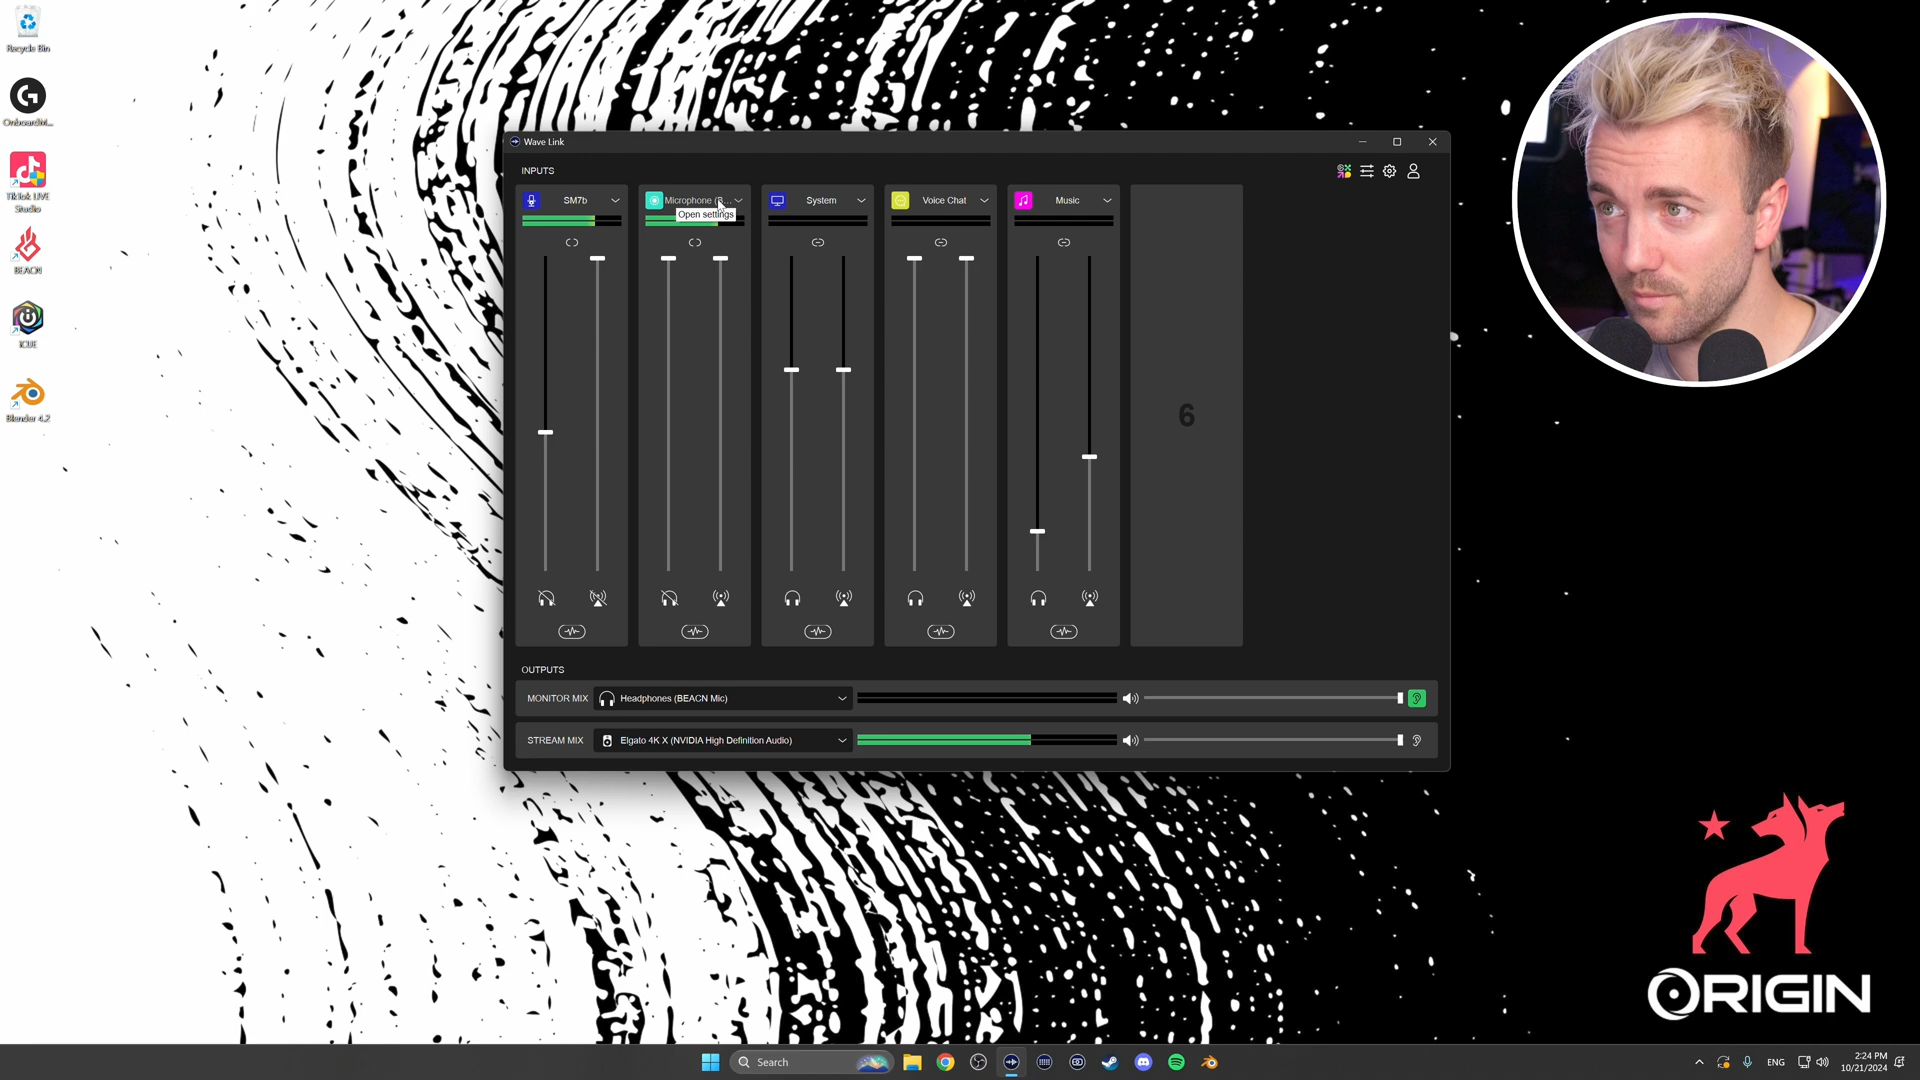 Recycle Bin
OnboardM...
TikTok LIVE
Studio
BEACN
iCUE
Blender 4.2
Wave Link
INPUTS
SM7b
Microphone (B...
System
Voice Chat
Music
Open settings
6
OUTPUTS
MONITOR MIX
Headphones (BEACN Mic)
STREAM MIX
Elgato 4K X (NVIDIA High Definition Audio)
ORIGIN
Search
ENG
2:24 PM
10/21/2024